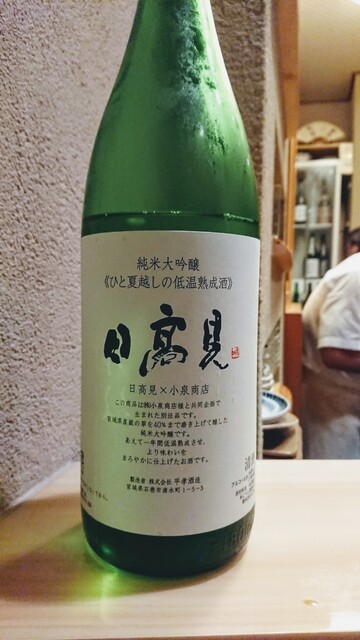 純米大吟醸
《ひと夏越しの低温熟成酒》
日高見
日高見×小泉商店
この商品は㈱小泉商店様と共同企画で
生まれた別仕品です。
宮城県産蔵の華を40%まで磨き上げて醸した
純米大吟醸です。
あえて一年間低温熟成させ、
より味わいを
まろやかに仕上げたお酒です。
製造者 株式会社 平孝酒造
宮城県石巻市清水町1-5-3